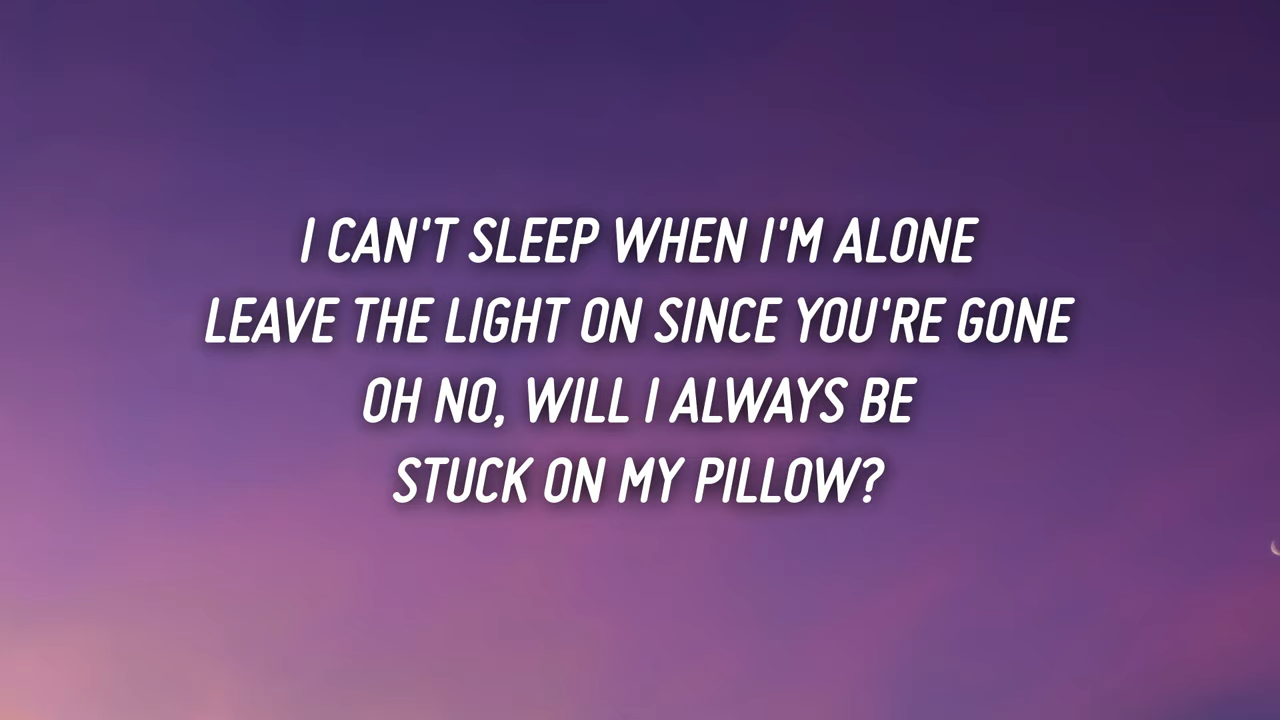 I CAN'T SLEEP WHEN I'M ALONE
LEAVE THE LIGHT ON SINCE YOU'RE GONE
OH NO, WILL I ALWAYS BE
STUCK ON MY PILLOW?